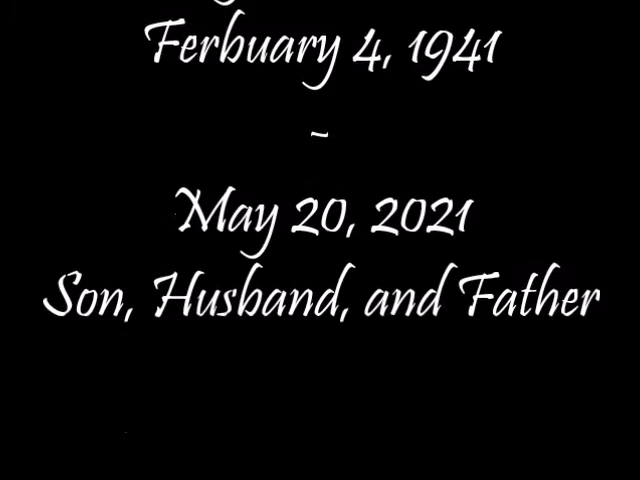 Ferbuary 4, 1941
-
May 20, 2021
Son, Husband, and Father